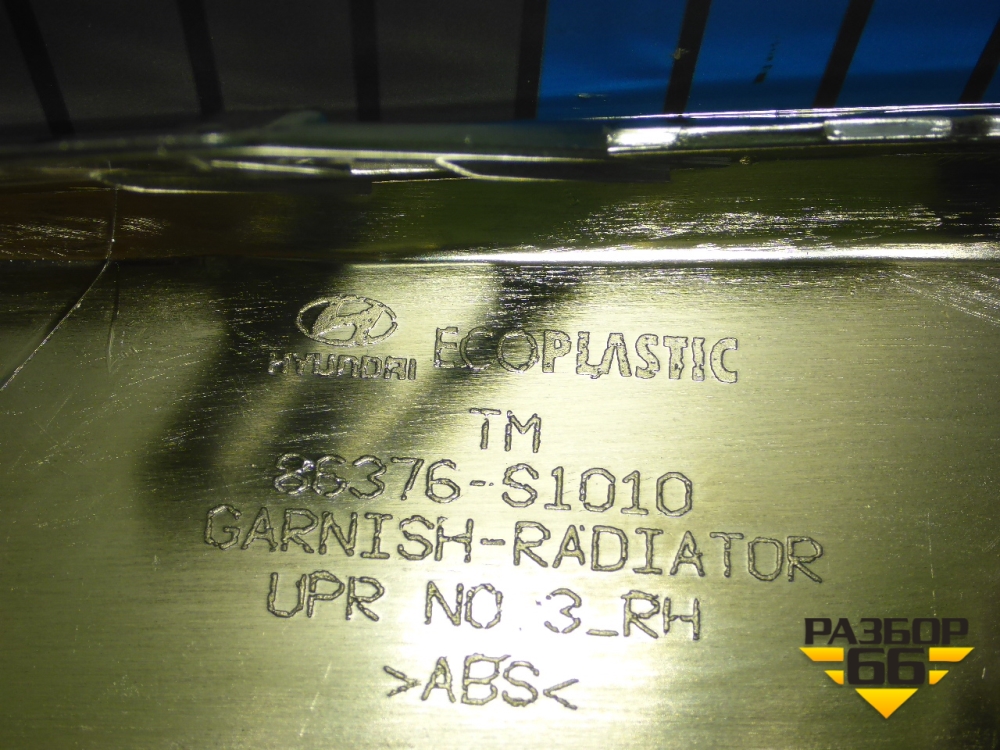 HYUNDAI ECOPLASTIC
TM
86376-S1010
GARNISH-RADIATOR
UPR NO 3_RH
>ABS<
РАЗБОР
66